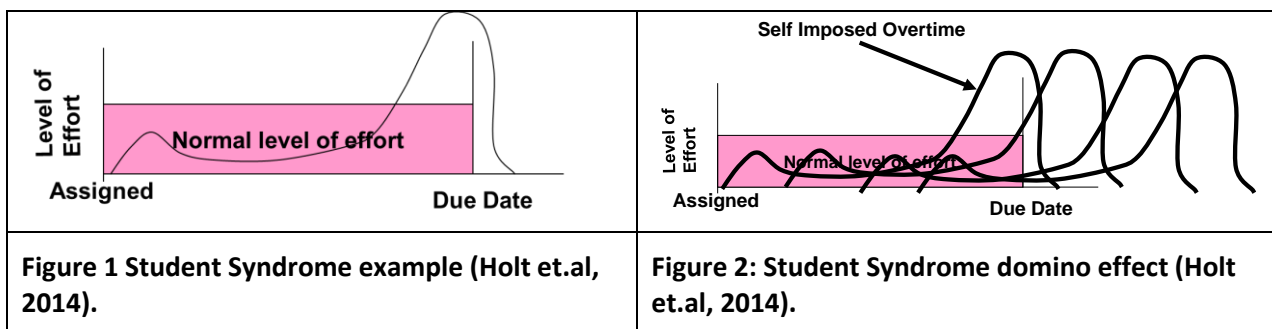 Level of
Effort
Normal level of effort
Assigned
Due Date
Self Imposed Overtime
Level of
Effort
Normal level of effort
Assigned
Due Date
Figure 1 Student Syndrome example (Holt et.al,
2014).
Figure 2: Student Syndrome domino effect (Holt
et.al, 2014).